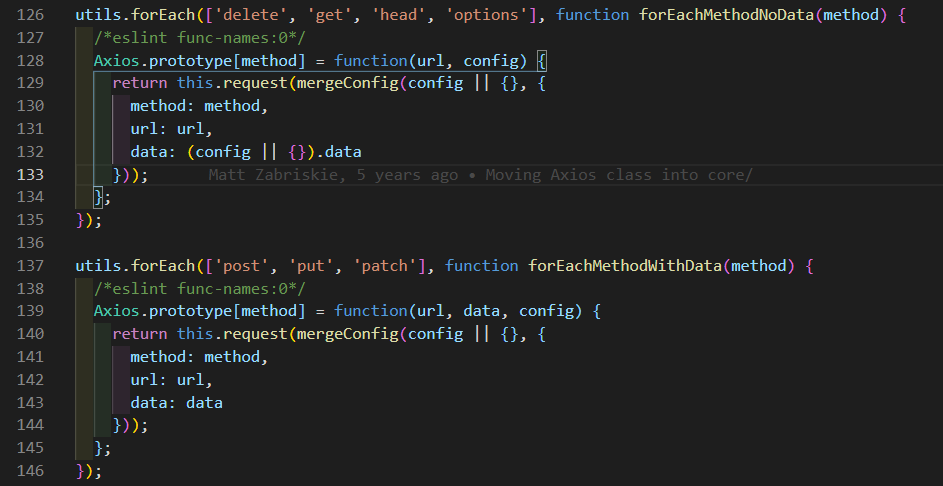 126 utils.forEach(['delete', 'get', 'head', 'options'], function forEachMethodNoData(method) {
127   /*eslint func-names:0*/
128   Axios.prototype[method] = function(url, config) {
129     return this.request(mergeConfig(config || {}, {
130       method: method,
131       url: url,
132       data: (config || {}).data
133     }));      Matt Zabriskie, 5 years ago • Moving Axios class into core/
134   };
135 });
136
137 utils.forEach(['post', 'put', 'patch'], function forEachMethodWithData(method) {
138   /*eslint func-names:0*/
139   Axios.prototype[method] = function(url, data, config) {
140     return this.request(mergeConfig(config || {}, {
141       method: method,
142       url: url,
143       data: data
144     }));
145   };
146 });